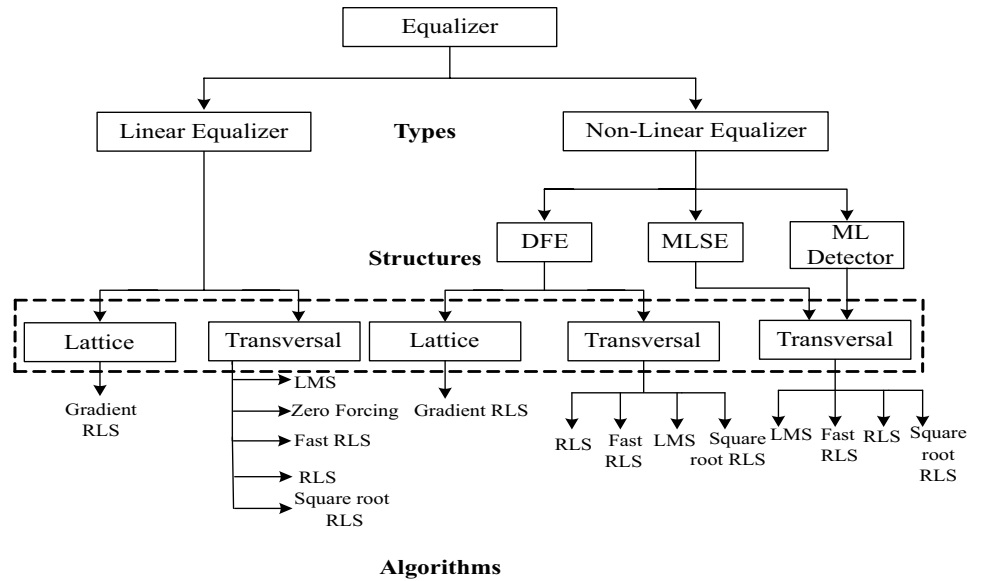 Equalizer
Linear Equalizer
Types
Non-Linear Equalizer
DFE
MLSE
ML
Detector
Structures
Lattice
Transversal
Lattice
Transversal
Transversal
Gradient
RLS
LMS
Zero Forcing
Fast RLS
RLS
Square root
RLS
Gradient RLS
RLS
Fast
RLS
LMS
Square
root RLS
LMS
Fast
RLS
RLS
Square
root
RLS
Algorithms